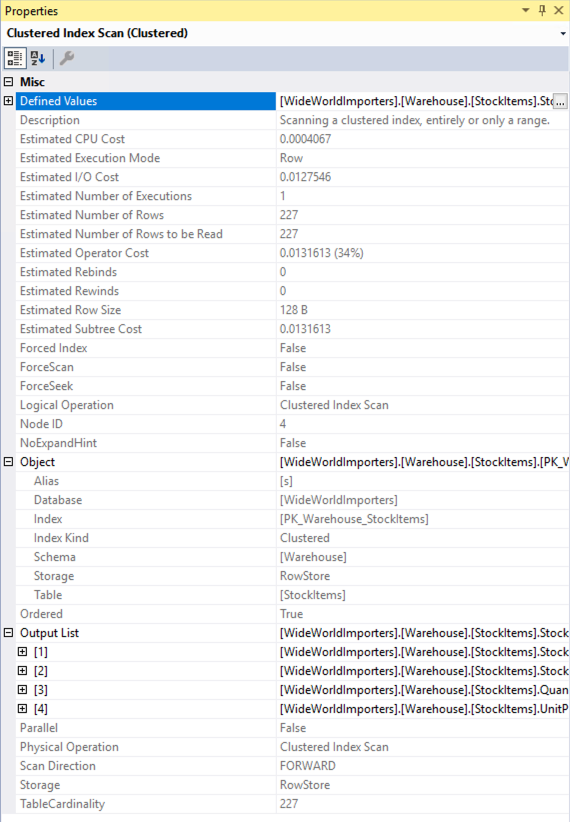 Properties
Clustered Index Scan (Clustered)
Misc
Defined Values [WideWorldImporters].[Warehouse].[StockItems].Sto ...
Description Scanning a clustered index, entirely or only a range.
Estimated CPU Cost 0.0004067
Estimated Execution Mode Row
Estimated I/O Cost 0.0127546
Estimated Number of Executions 1
Estimated Number of Rows 227
Estimated Number of Rows to be Read 227
Estimated Operator Cost 0.0131613 (34%)
Estimated Rebinds 0
Estimated Rewinds 0
Estimated Row Size 128 B
Estimated Subtree Cost 0.0131613
Forced Index False
ForceScan False
ForceSeek False
Logical Operation Clustered Index Scan
Node ID 4
NoExpandHint False
Object [WideWorldImporters].[Warehouse].[StockItems].[PK_W
Alias [s]
Database [WideWorldImporters]
Index [PK_Warehouse_StockItems]
Index Kind Clustered
Schema [Warehouse]
Storage RowStore
Table [StockItems]
Ordered True
Output List [WideWorldImporters].[Warehouse].[StockItems].Stock
[1] [WideWorldImporters].[Warehouse].[StockItems].Stock
[2] [WideWorldImporters].[Warehouse].[StockItems].Stock
[3] [WideWorldImporters].[Warehouse].[StockItems].Quan
[4] [WideWorldImporters].[Warehouse].[StockItems].UnitP
Parallel False
Physical Operation Clustered Index Scan
Scan Direction FORWARD
Storage RowStore
TableCardinality 227